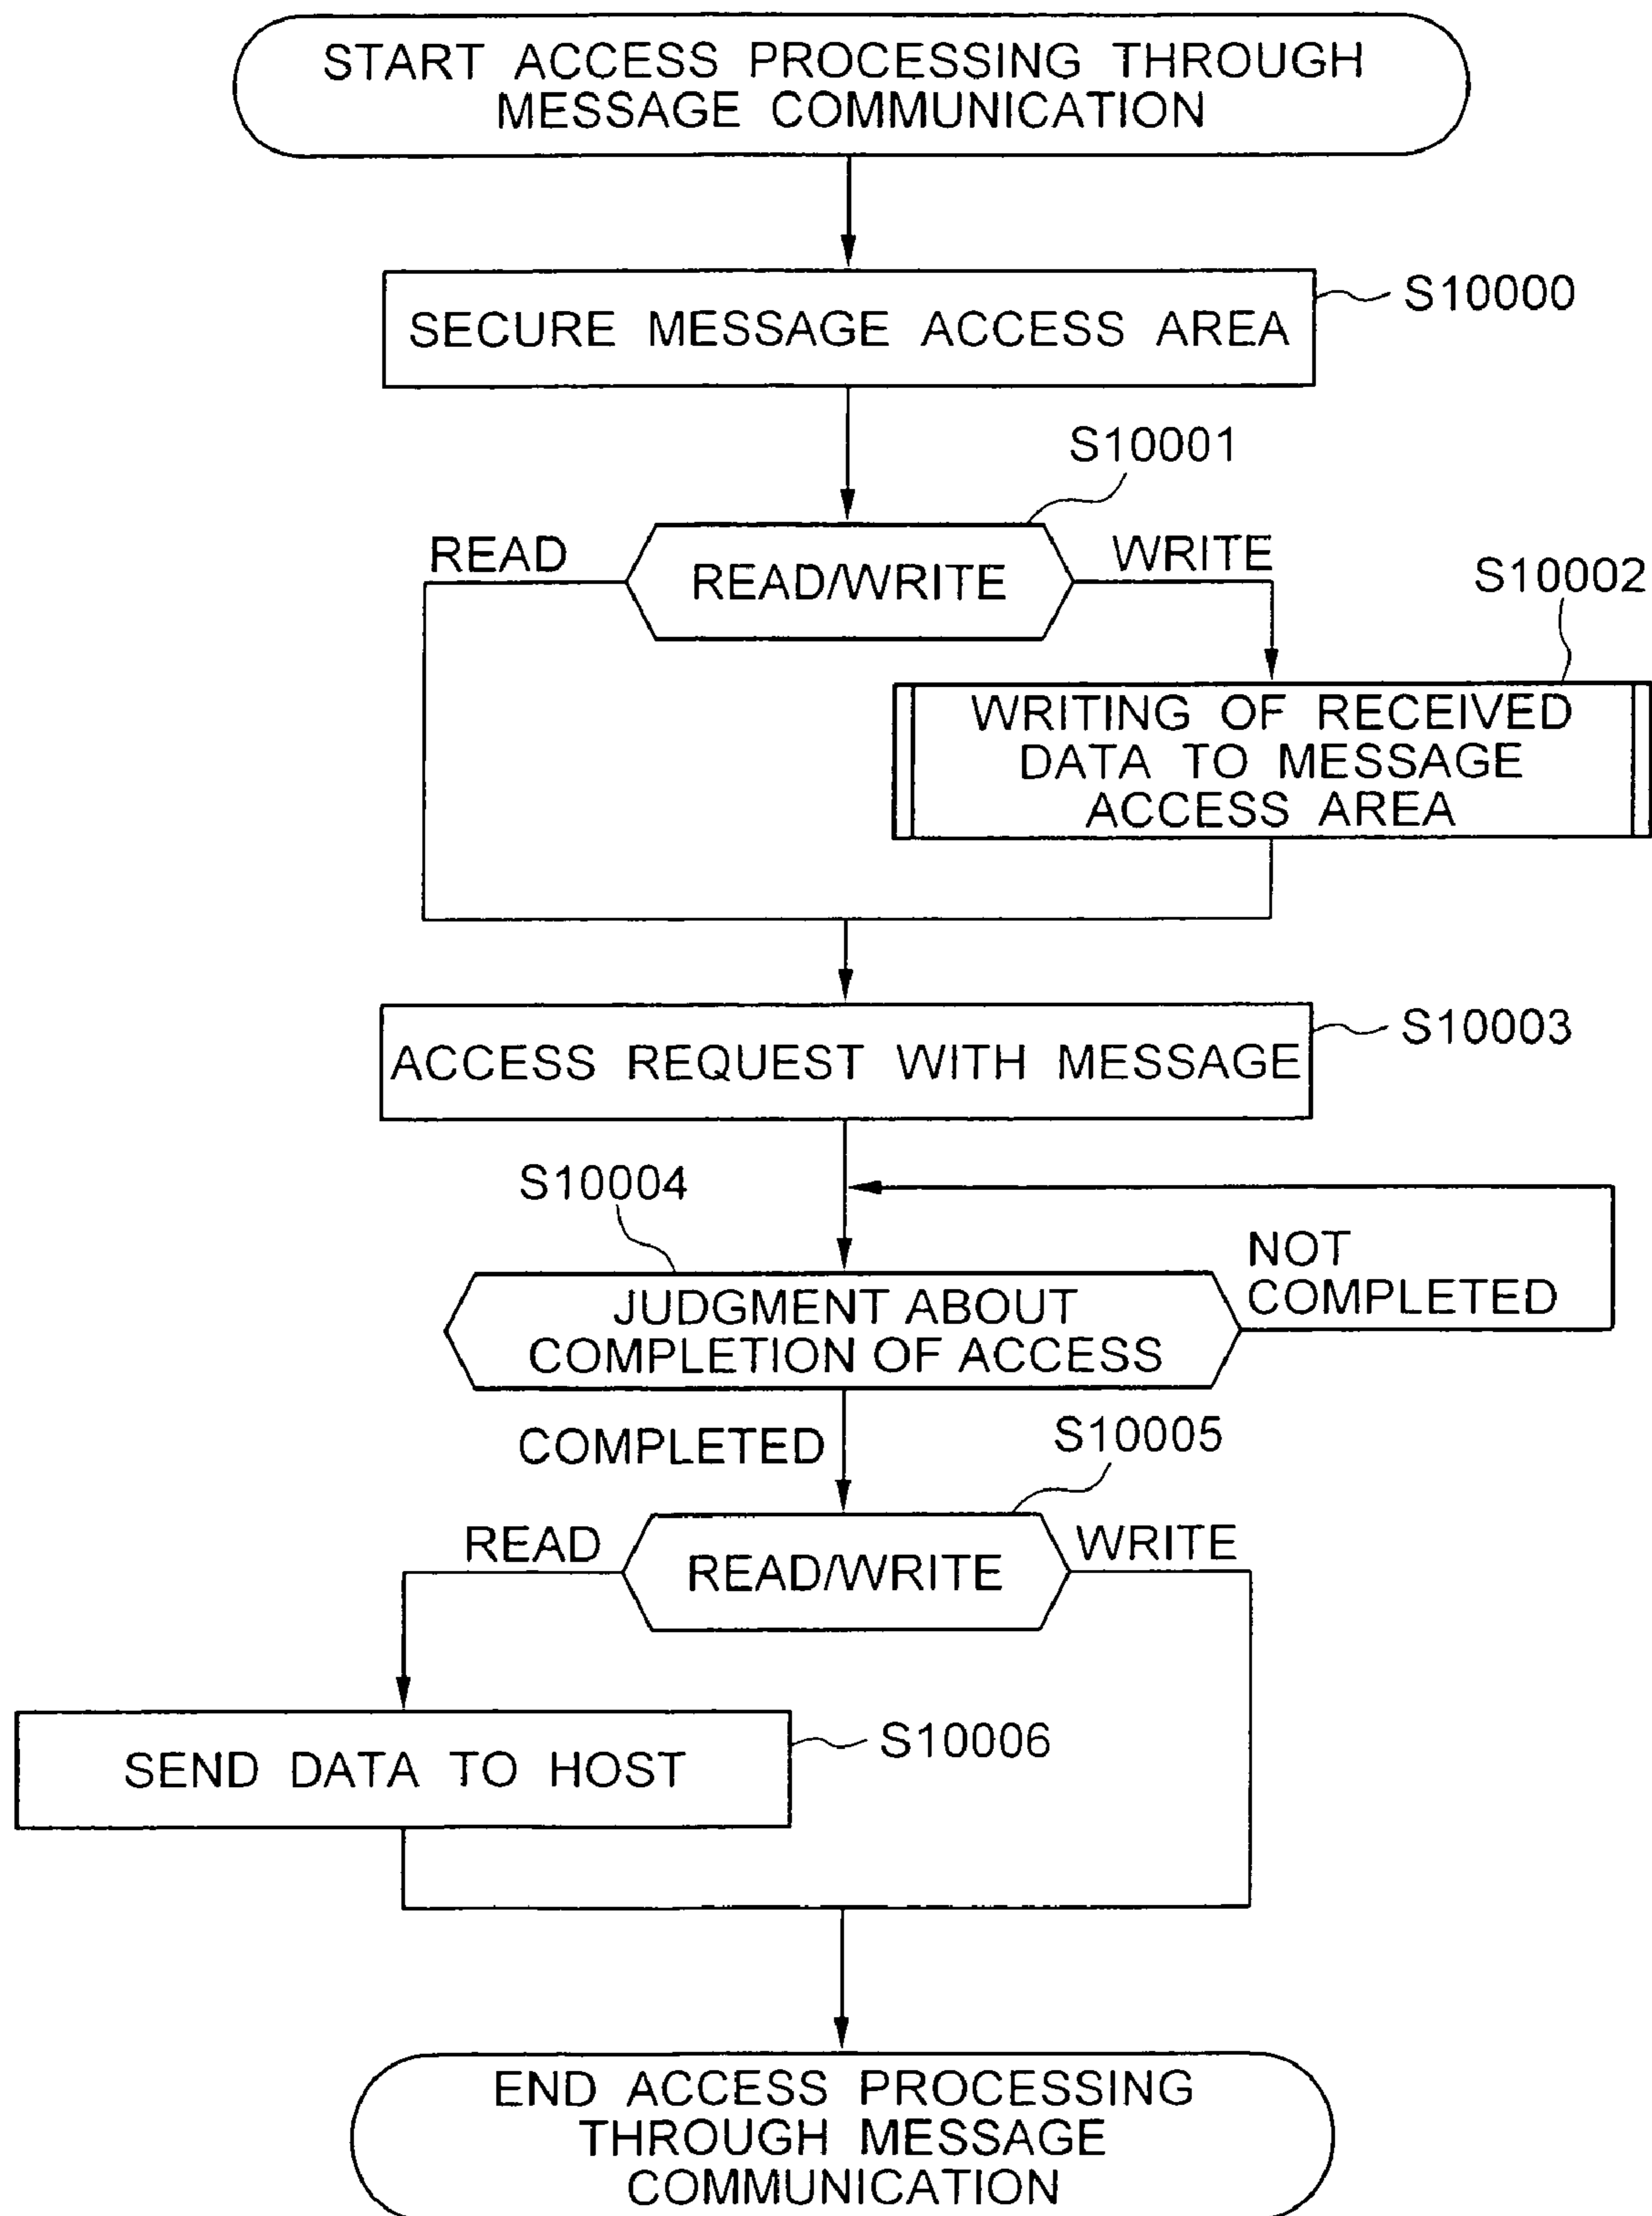 START ACCESS PROCESSING THROUGH
MESSAGE COMMUNICATION
SECURE MESSAGE ACCESS AREA
S10000
S10001
READ
READ/WRITE
WRITE
S10002
WRITING OF RECEIVED
DATA TO MESSAGE
ACCESS AREA
ACCESS REQUEST WITH MESSAGE
S10003
S10004
JUDGMENT ABOUT
COMPLETION OF ACCESS
NOT
COMPLETED
COMPLETED
S10005
READ
READ/WRITE
WRITE
SEND DATA TO HOST
S10006
END ACCESS PROCESSING
THROUGH MESSAGE
COMMUNICATION